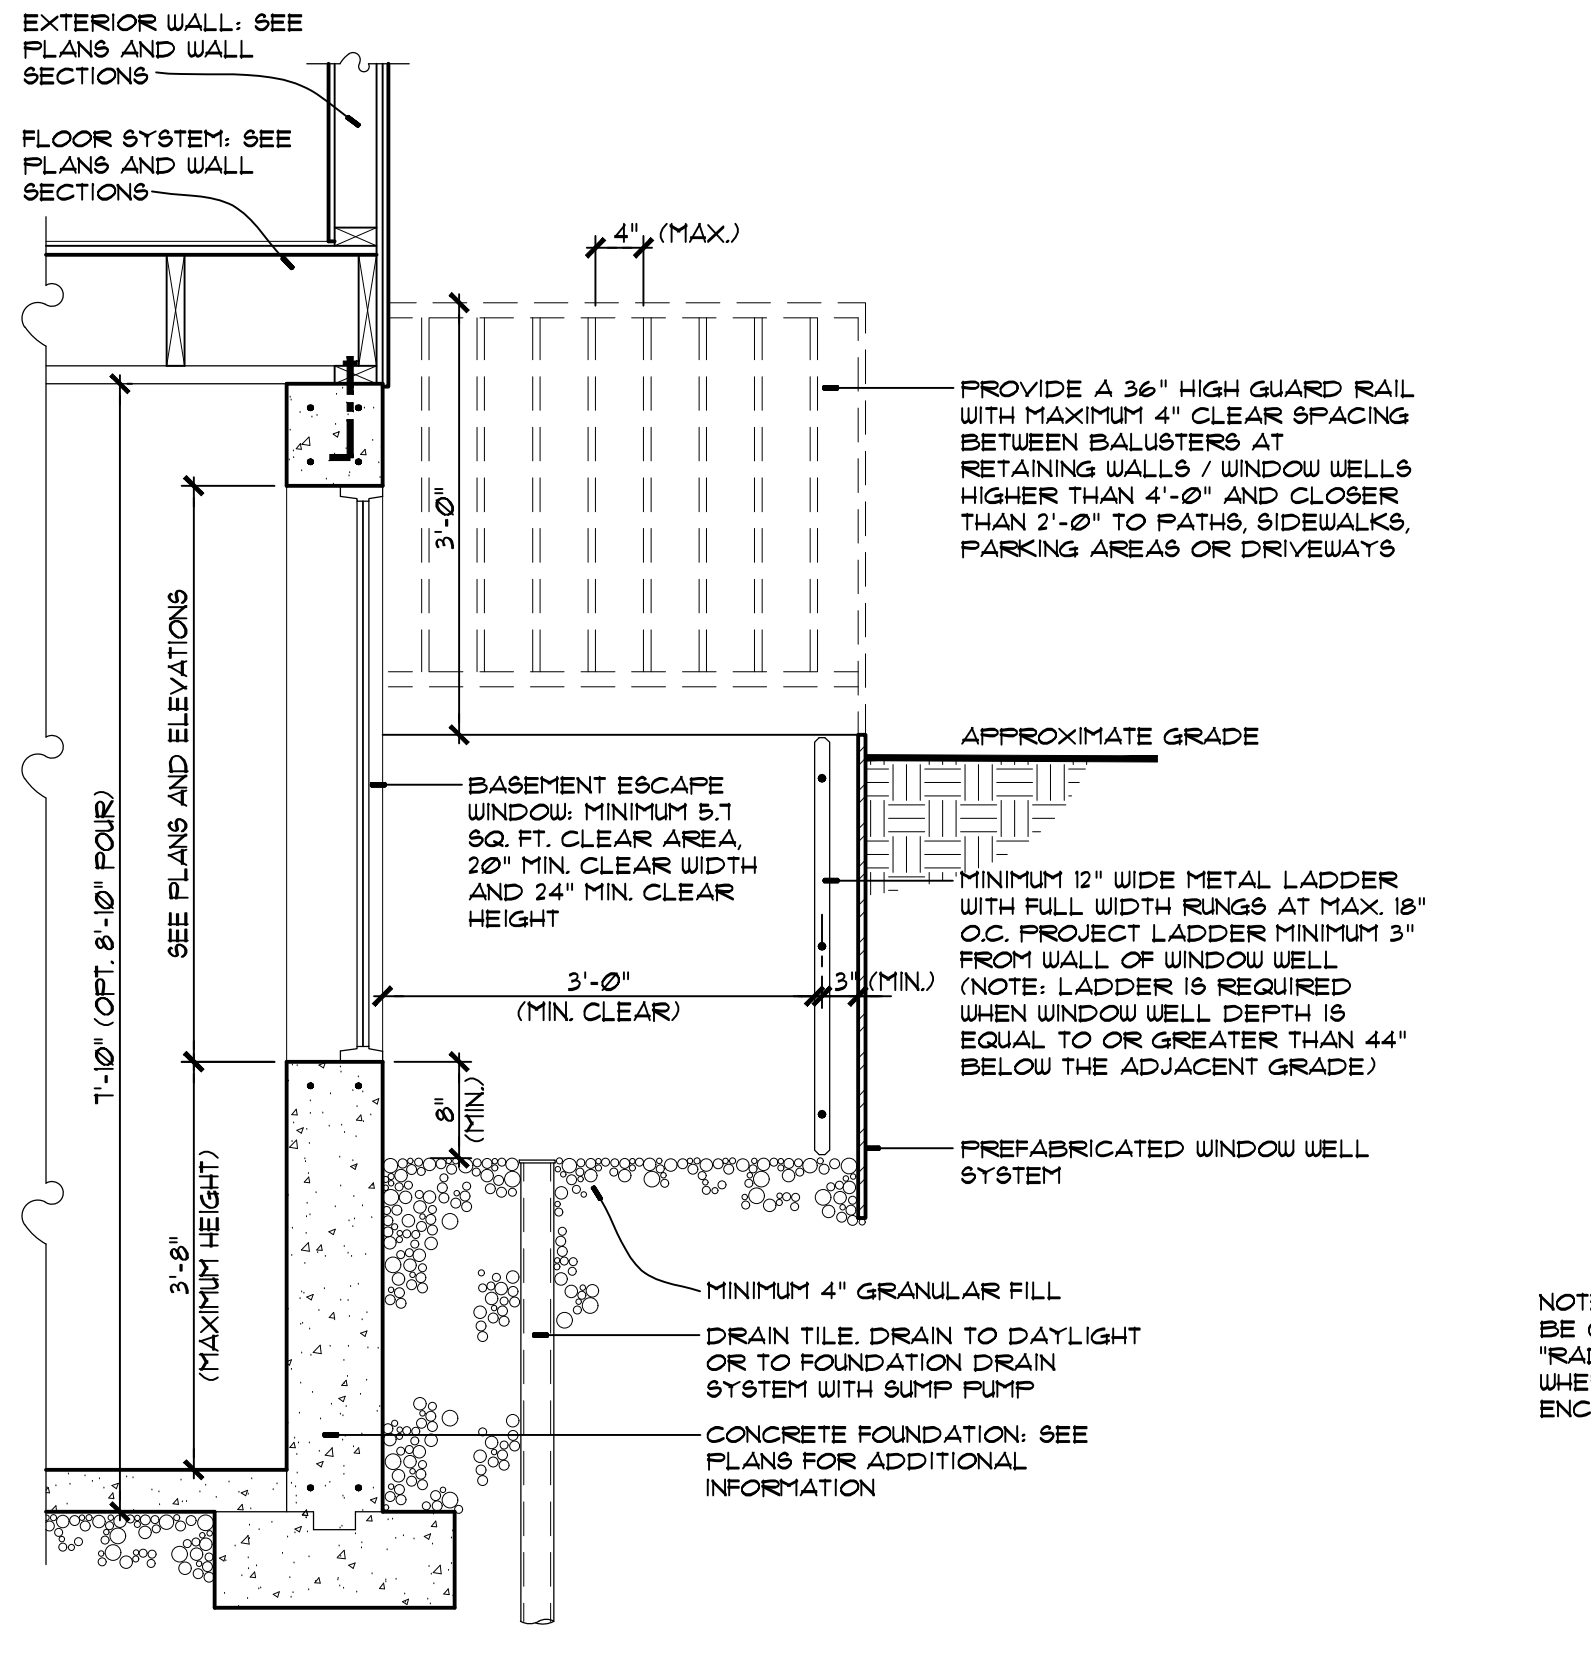 EXTERIOR WALL: SEE
PLANS AND WALL
SECTIONS
FLOOR SYSTEM: SEE
PLANS AND WALL
SECTIONS
4" (MAX.)
3'-0"
PROVIDE A 36" HIGH GUARD RAIL
WITH MAXIMUM 4" CLEAR SPACING
BETWEEN BALUSTERS AT
RETAINING WALLS / WINDOW WELLS
HIGHER THAN 4'-0" AND CLOSER
THAN 2'-0" TO PATHS, SIDEWALKS,
PARKING AREAS OR DRIVEWAYS
APPROXIMATE GRADE
SEE PLANS AND ELEVATIONS
7'-10" (OPT. 8'-10" POUR)
BASEMENT ESCAPE
WINDOW: MINIMUM 5.7
SQ. FT. CLEAR AREA,
20" MIN. CLEAR WIDTH
AND 24" MIN. CLEAR
HEIGHT
MINIMUM 12" WIDE METAL LADDER
WITH FULL WIDTH RUNGS AT MAX. 18"
O.C. PROJECT LADDER MINIMUM 3"
FROM WALL OF WINDOW WELL
(NOTE: LADDER IS REQUIRED
WHEN WINDOW WELL DEPTH IS
EQUAL TO OR GREATER THAN 44"
BELOW THE ADJACENT GRADE)
3'-0"
(MIN. CLEAR)
3" (MIN.)
8"
(MIN.)
PREFABRICATED WINDOW WELL
SYSTEM
3'-8"
(MAXIMUM HEIGHT)
MINIMUM 4" GRANULAR FILL
DRAIN TILE. DRAIN TO DAYLIGHT
OR TO FOUNDATION DRAIN
SYSTEM WITH SUMP PUMP
CONCRETE FOUNDATION: SEE
PLANS FOR ADDITIONAL
INFORMATION
BE